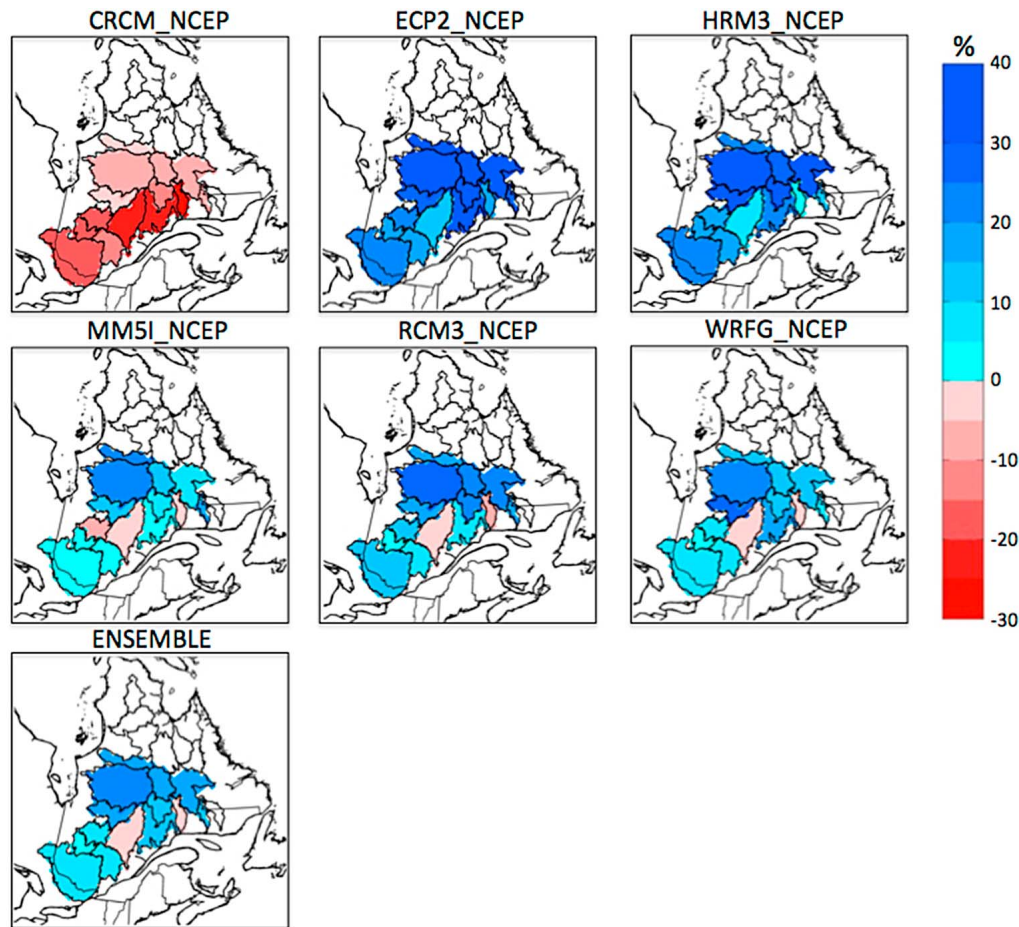 CRCM_NCEP
ECP2_NCEP
HRM3_NCEP
%
40
30
20
10
0
-10
-20
-30
MM5I_NCEP
RCM3_NCEP
WRFG_NCEP
ENSEMBLE